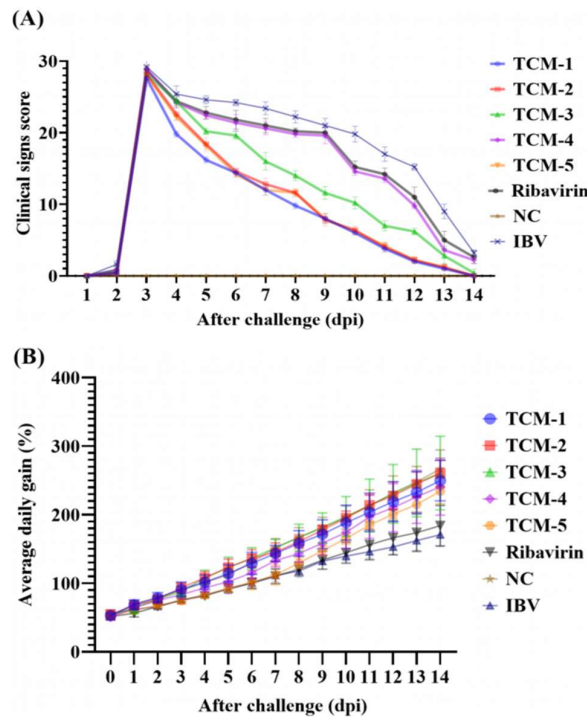 (A)
Clinical signs score
30
20
10
0
1 2 3 4 5 6 7 8 9 10 11 12 13 14
After challenge (dpi)
TCM-1
TCM-2
TCM-3
TCM-4
TCM-5
Ribavirin
NC
IBV
(B)
Average daily gain (%)
400
300
200
100
0
0 1 2 3 4 5 6 7 8 9 10 11 12 13 14
After challenge (dpi)
TCM-1
TCM-2
TCM-3
TCM-4
TCM-5
Ribavirin
NC
IBV